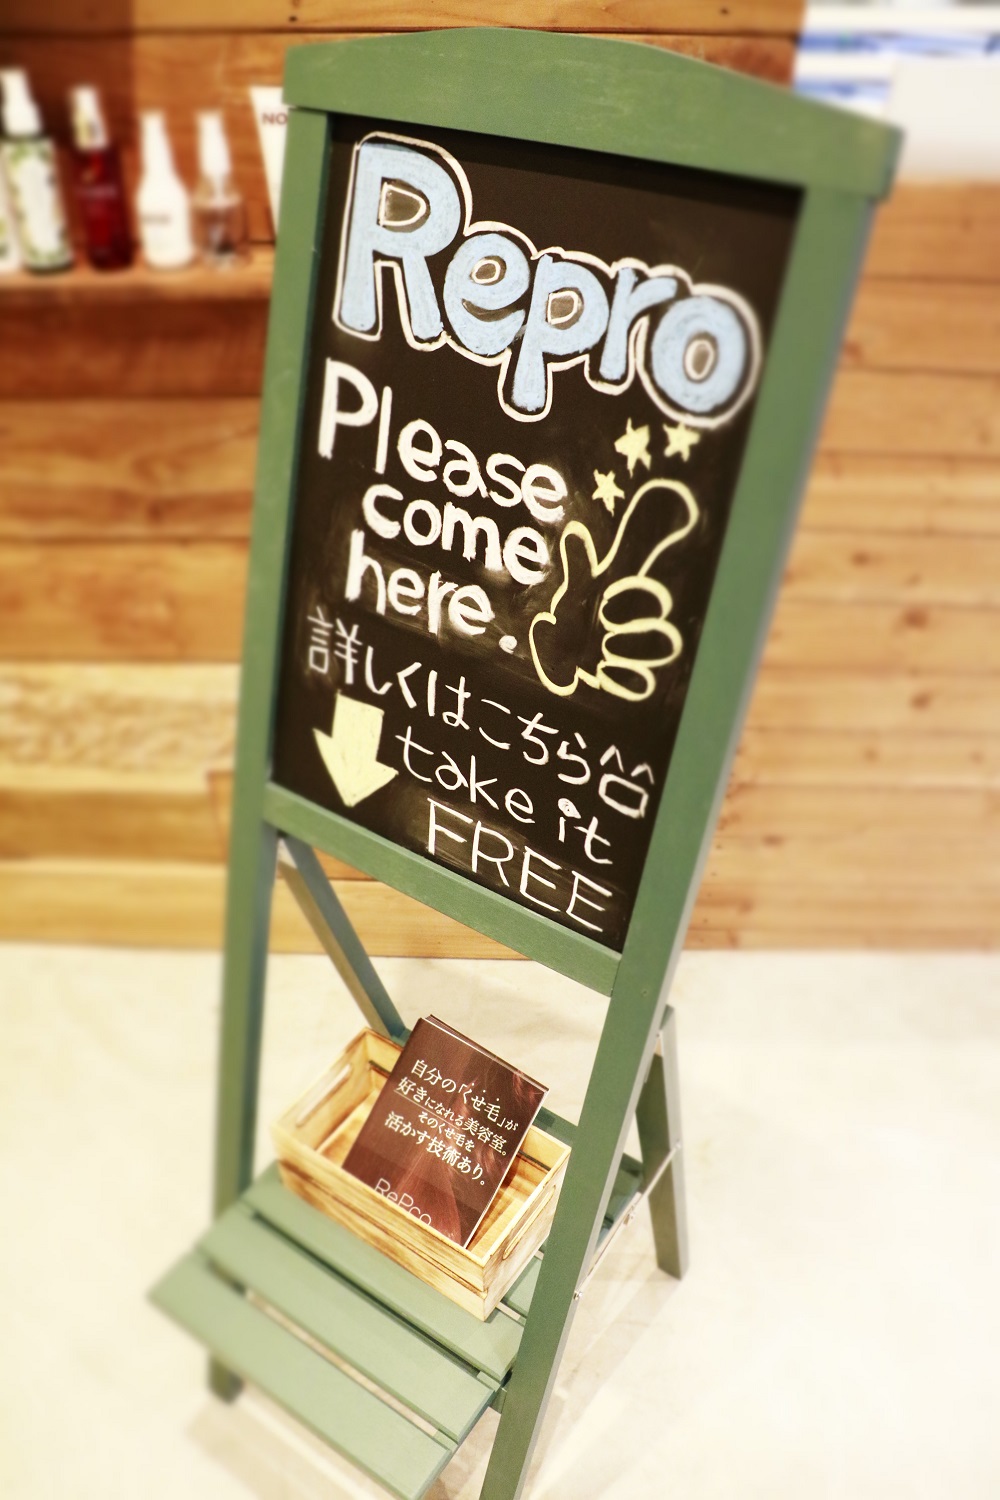 NO
Repro
Please
come
here.
詳しくはこちら^^
take it
FREE
自分の「くせ毛」が
好きになれる美容室。
そのくせ毛を
活かす技術あり。